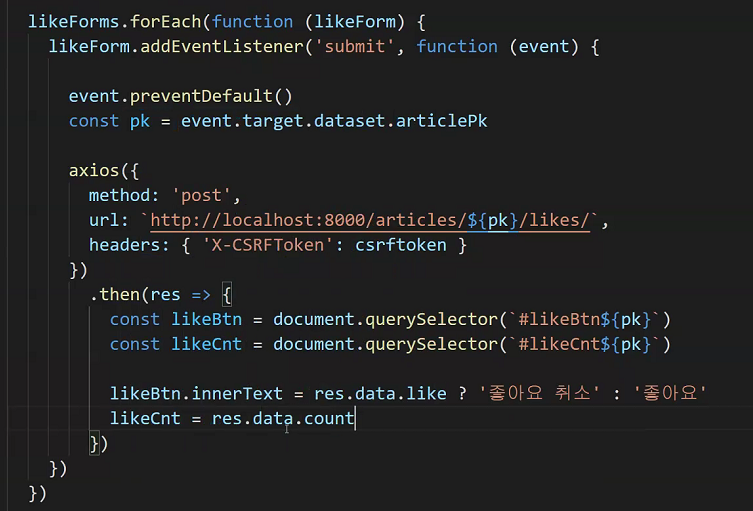 likeForms.forEach(function (likeForm) {
likeForm.addEventListener('submit', function (event) {
event.preventDefault()
const pk = event.target.dataset.articlePk
axios({
method: 'post',
url: `http://localhost:8000/articles/${pk}/likes/`,
headers: { 'X-CSRFToken': csrftoken }
})
.then(res => {
const likeBtn = document.querySelector(`#likeBtn${pk}`)
const likeCnt = document.querySelector(`#likeCnt${pk}`)
likeBtn.innerText = res.data.like ? '좋아요 취소' : '좋아요'
likeCnt = res.data.count
})
})
})